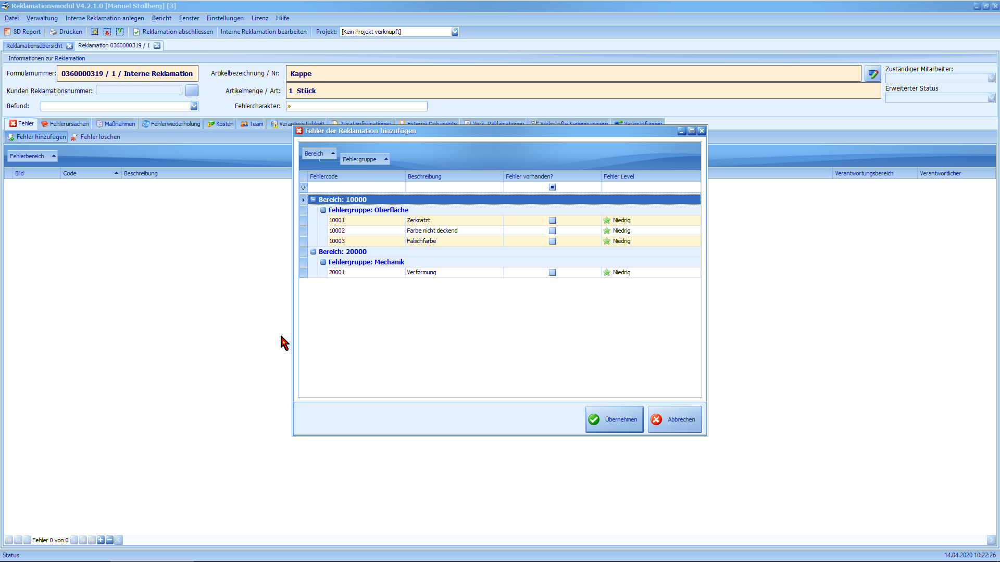 Reklamationsmodul V4.2.1.0 [Manuel Stollberg] [3]
Datei Verwaltung Interne Reklamation anlegen Bericht Fenster Einstellungen Lizenz Hilfe
8D Report Drucken Reklamation abschliessen Interne Reklamation bearbeiten Projekt: [Kein Projekt verknüpft]
Reklamationsübersicht Reklamation 0360000319 / 1
Informationen zur Reklamation
Formularnummer: 0360000319 / 1 / Interne Reklamation Artikelbezeichnung / Nr: Kappe Zuständiger Mitarbeiter:
Kunden Reklamationsnummer: Artikelmenge / Art: 1 Stück Erweiterter Status
Befund: Fehlercharakter: »
Fehler Fehlerursachen Maßnahmen Fehlerwiederholung Kosten Team Verantwortlichkeit Zusatzinformationen Externe Dokumente Verk. Reklamationen Verknüpfte Seriennummern Verknüpfungen
Fehler hinzufügen Fehler löschen
Fehlerbereich
Bild Code Beschreibung Verantwortungsbereich Verantwortlicher
Fehler der Reklamation hinzufügen
Bereich
Fehlergruppe
Fehlercode Beschreibung Fehler vorhanden? Fehler Level
Bereich: 10000
Fehlergruppe: Oberfläche
10001 Zerkratzt Niedrig
10002 Farbe nicht deckend Niedrig
10003 Falschfarbe Niedrig
Bereich: 20000
Fehlergruppe: Mechanik
20001 Verformung Niedrig
Übernehmen Abbrechen
Fehler 0 von 0
Status 14.04.2020 10:22:26